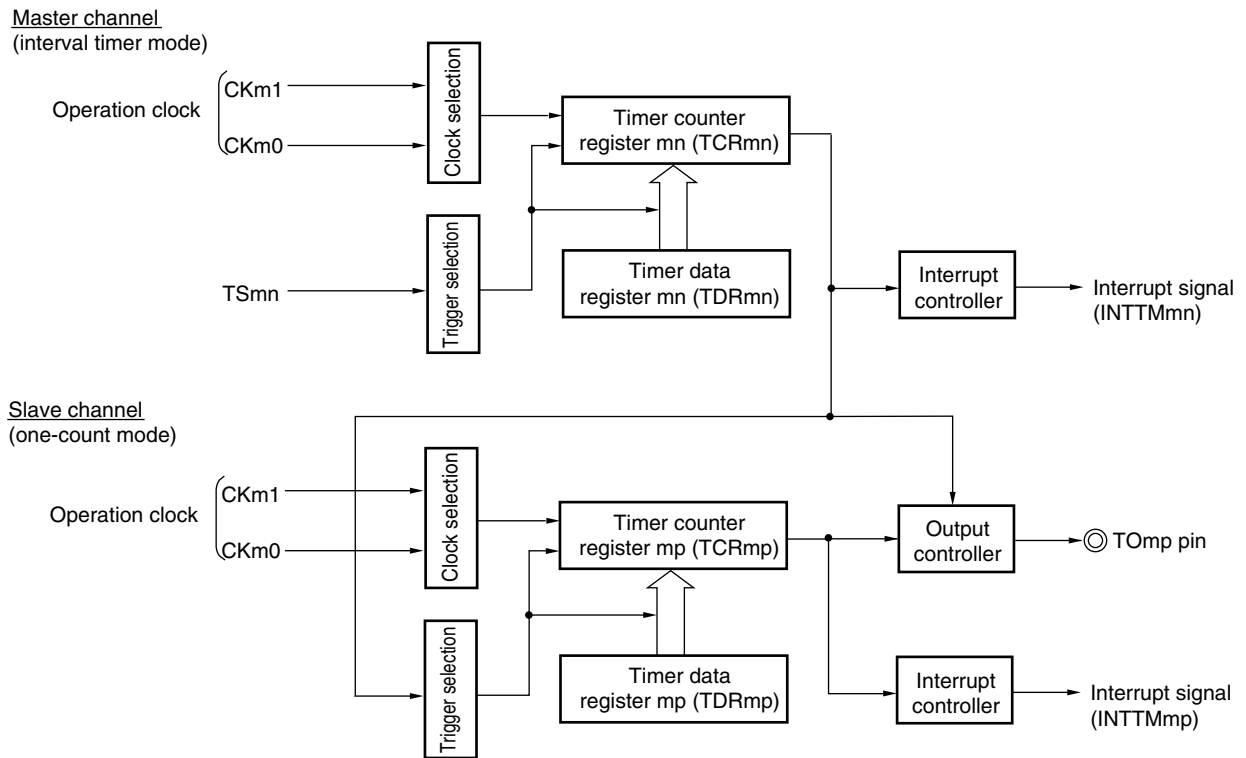 Master channel
(interval timer mode)
Operation clock
CKm1
CKm0
Clock selection
Timer counter
register mn (TCRmn)
TSmn
Trigger selection
Timer data
register mn (TDRmn)
Interrupt
controller
Interrupt signal
(INTTMmn)
Slave channel
(one-count mode)
Operation clock
CKm1
CKm0
Clock selection
Timer counter
register mp (TCRmp)
Output
controller
TOmp pin
Trigger selection
Timer data
register mp (TDRmp)
Interrupt
controller
Interrupt signal
(INTTMmp)